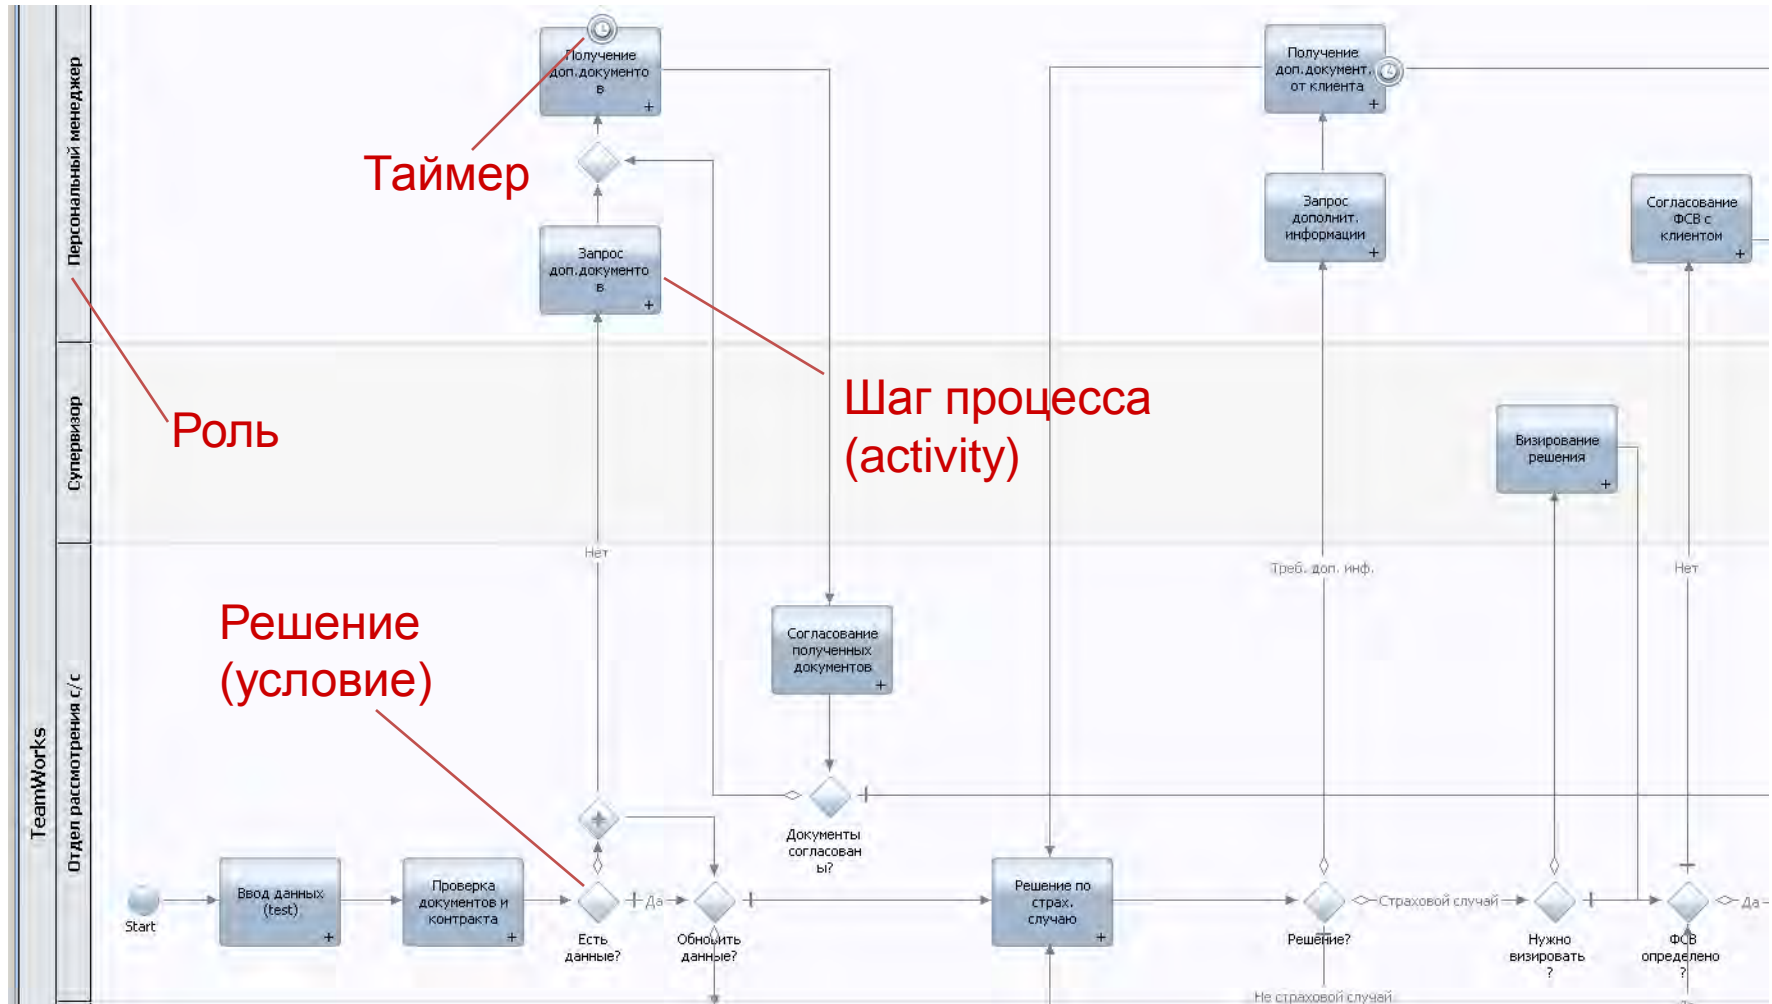 TeamWorks
Персональный менеджер
Супервизор
Отдел рассмотрения с/с
Получение
доп.документо
в
Таймер
Запрос
доп.документо
в
Роль
Шаг процесса
(activity)
Получение
доп.документ.
от клиента
Запрос
дополнит.
информации
Согласование
ФСВ с
клиентом
Визирование
решения
Нет
Треб. доп. инф.
Нет
Решение
(условие)
Согласование
полученных
документов
Документы
согласован
ы?
Start
Ввод данных
(test)
Проверка
документов и
контракта
Есть
данные?
Да
Обновить
данные?
Решение по
страх.
случаю
Решение?
Страховой случай
Нужно
визировать
?
ФСВ
определено
?
Да
Не страховой случай